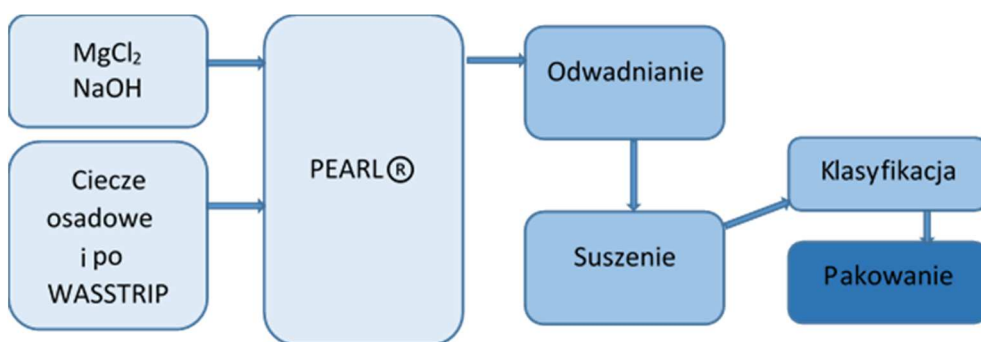 MgCl₂
NaOH
Ciecze
osadowe
i po
WASSTRIP
PEARL®
Odwadnianie
Suszenie
Klasyfikacja
Pakowanie